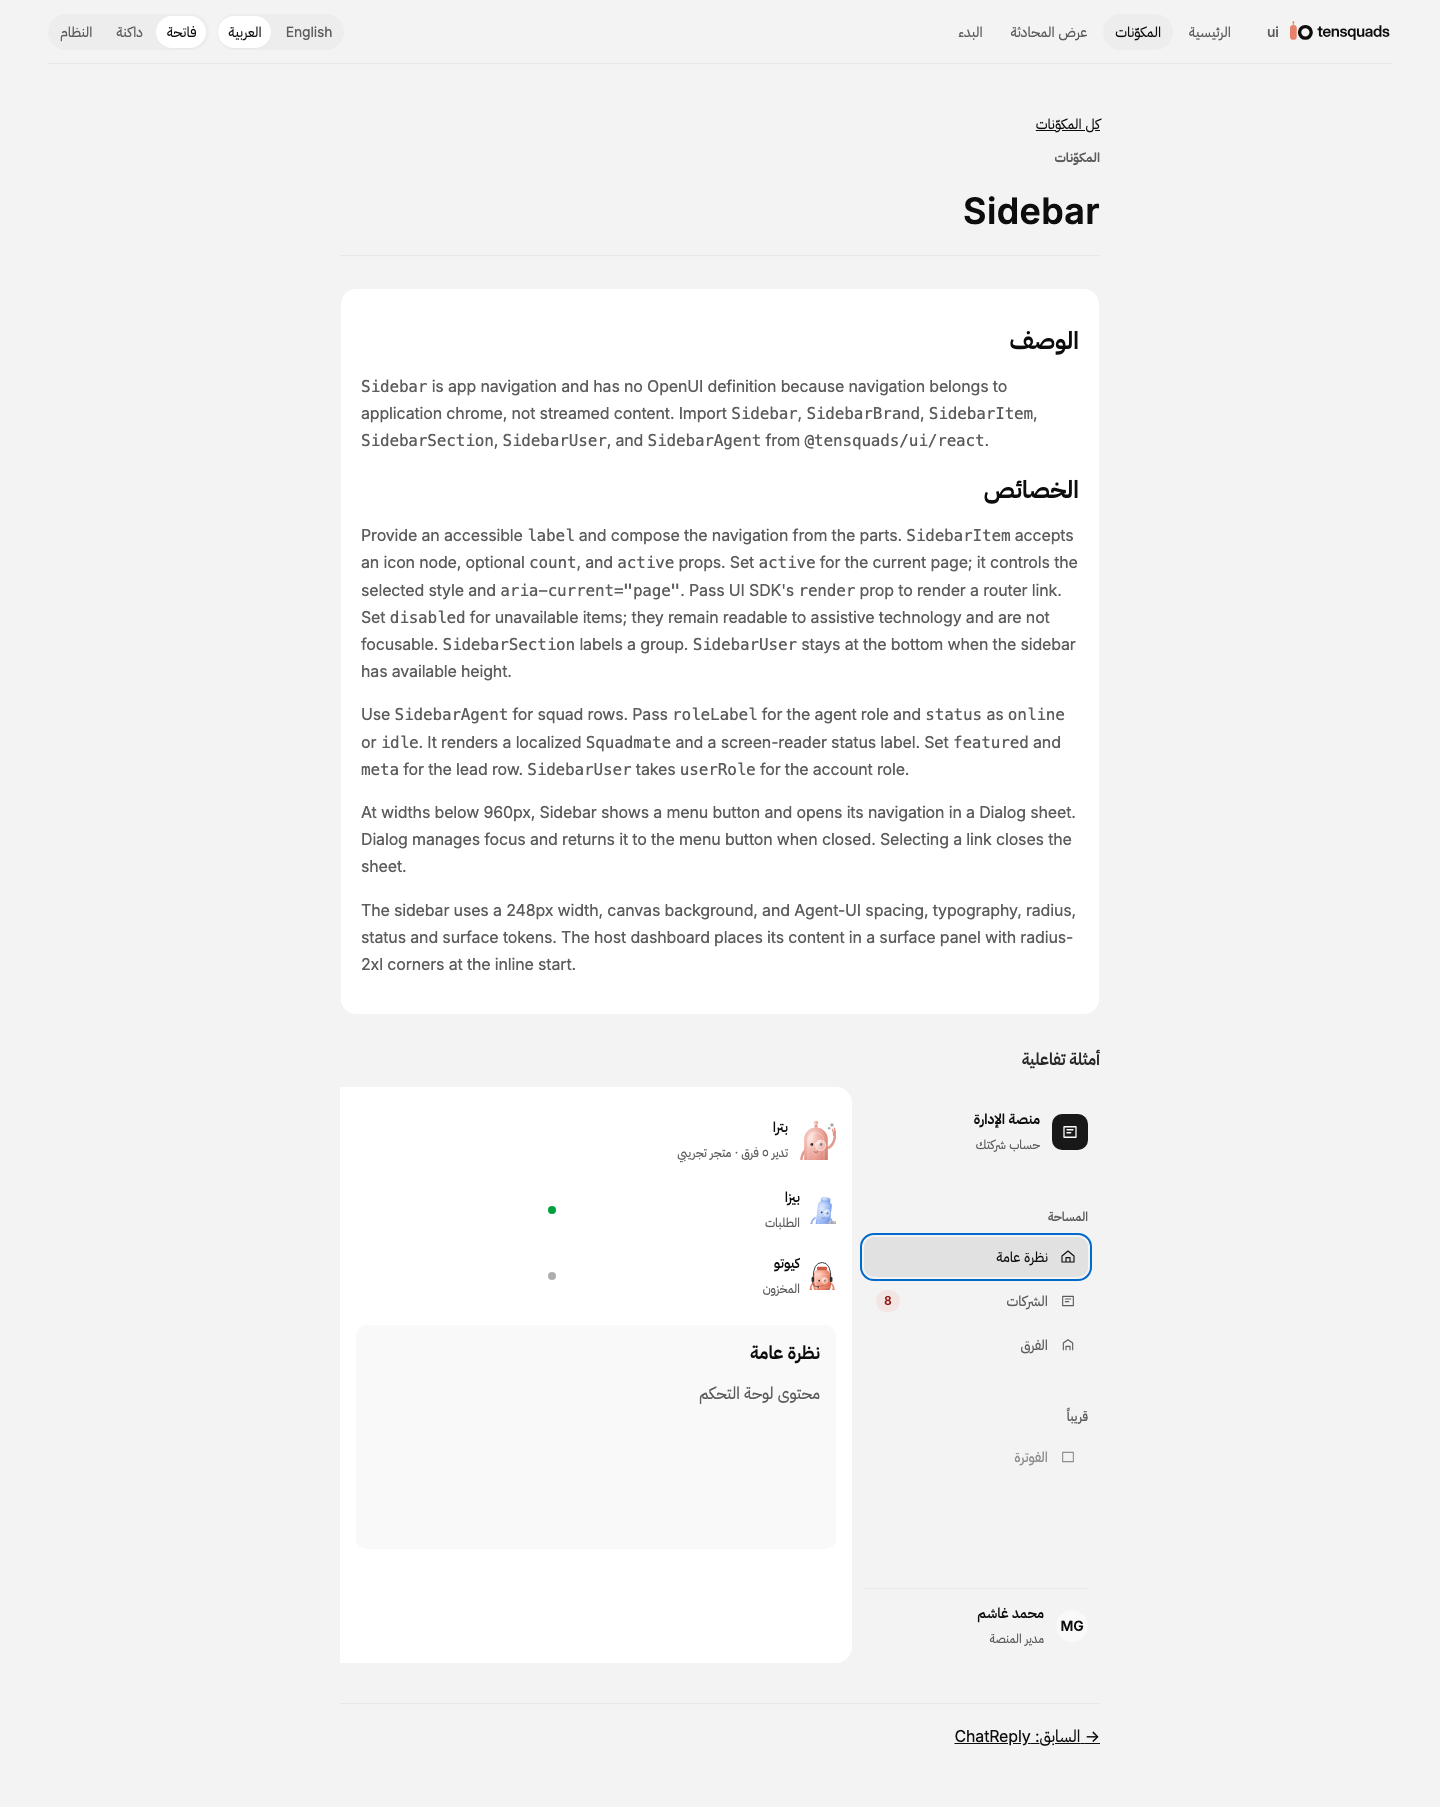 tensquads ui
الرئيسية
المكوّنات
عرض المحادثة
البدء
English
العربية
فاتحة
داكنة
النظام
كل المكوّنات
المكوّنات
Sidebar
الوصف
Sidebar is app navigation and has no OpenUI definition because navigation belongs to
application chrome, not streamed content. Import Sidebar, SidebarBrand, SidebarItem,
SidebarSection, SidebarUser, and SidebarAgent from @tensquads/ui/react.
الخصائص
Provide an accessible label and compose the navigation from the parts. SidebarItem accepts
an icon node, optional count, and active props. Set active for the current page; it controls the
selected style and aria-current="page". Pass UI SDK's render prop to render a router link.
Set disabled for unavailable items; they remain readable to assistive technology and are not
focusable. SidebarSection labels a group. SidebarUser stays at the bottom when the sidebar
has available height.
Use SidebarAgent for squad rows. Pass roleLabel for the agent role and status as online
or idle. It renders a localized Squadmate and a screen-reader status label. Set featured and
meta for the lead row. SidebarUser takes userRole for the account role.
At widths below 960px, Sidebar shows a menu button and opens its navigation in a Dialog sheet.
Dialog manages focus and returns it to the menu button when closed. Selecting a link closes the
sheet.
The sidebar uses a 248px width, canvas background, and Agent-UI spacing, typography, radius,
status and surface tokens. The host dashboard places its content in a surface panel with radius-
2xl corners at the inline start.
أمثلة تفاعلية
منصة الإدارة
حساب شركتك
المساحة
نظرة عامة
الشركات
8
الفرق
قريباً
الفوترة
محمد غاشم
مدير المنصة
MG
بترا
تدير ٥ فرق · متجر تجريبي
بيزا
الطلبات
كيوتو
المخزون
نظرة عامة
محتوى لوحة التحكم
→ السابق: ChatReply